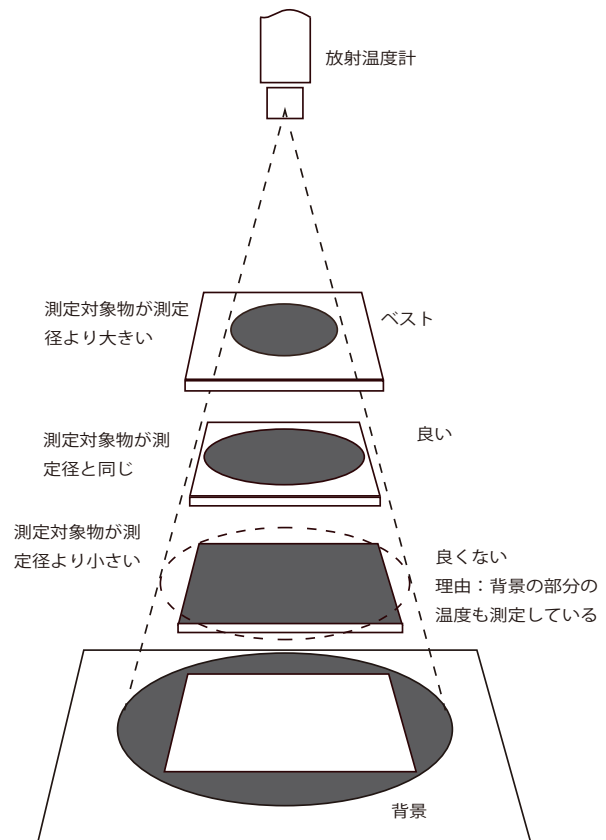 放射温度計
測定対象物が測定
径より大きい
ベスト
測定対象物が測
定径と同じ
良い
測定対象物が測
定径より小さい
良くない
理由：背景の部分の
温度も測定している
背景